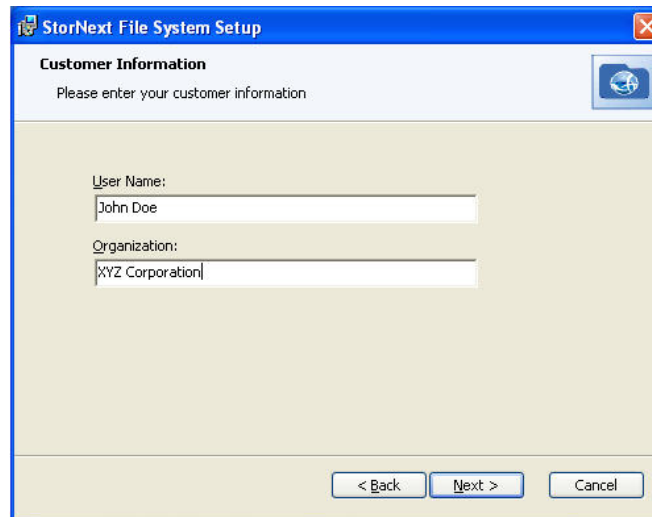 StorNext File System Setup
Customer Information
Please enter your customer information
User Name:
John Doe
Organization:
XYZ Corporation
< Back Next > Cancel